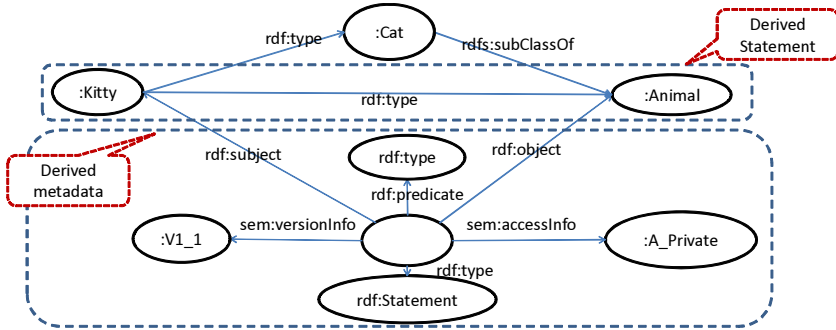 Derived
Statement
:Cat
rdf:type
rdfs:subClassOf
:Kitty
:Animal
rdf:type
Derived
metadata
rdf:subject
rdf:type
rdf:object
rdf:predicate
sem:versionInfo
sem:accessInfo
:V1_1
:A_Private
rdf:type
rdf:Statement